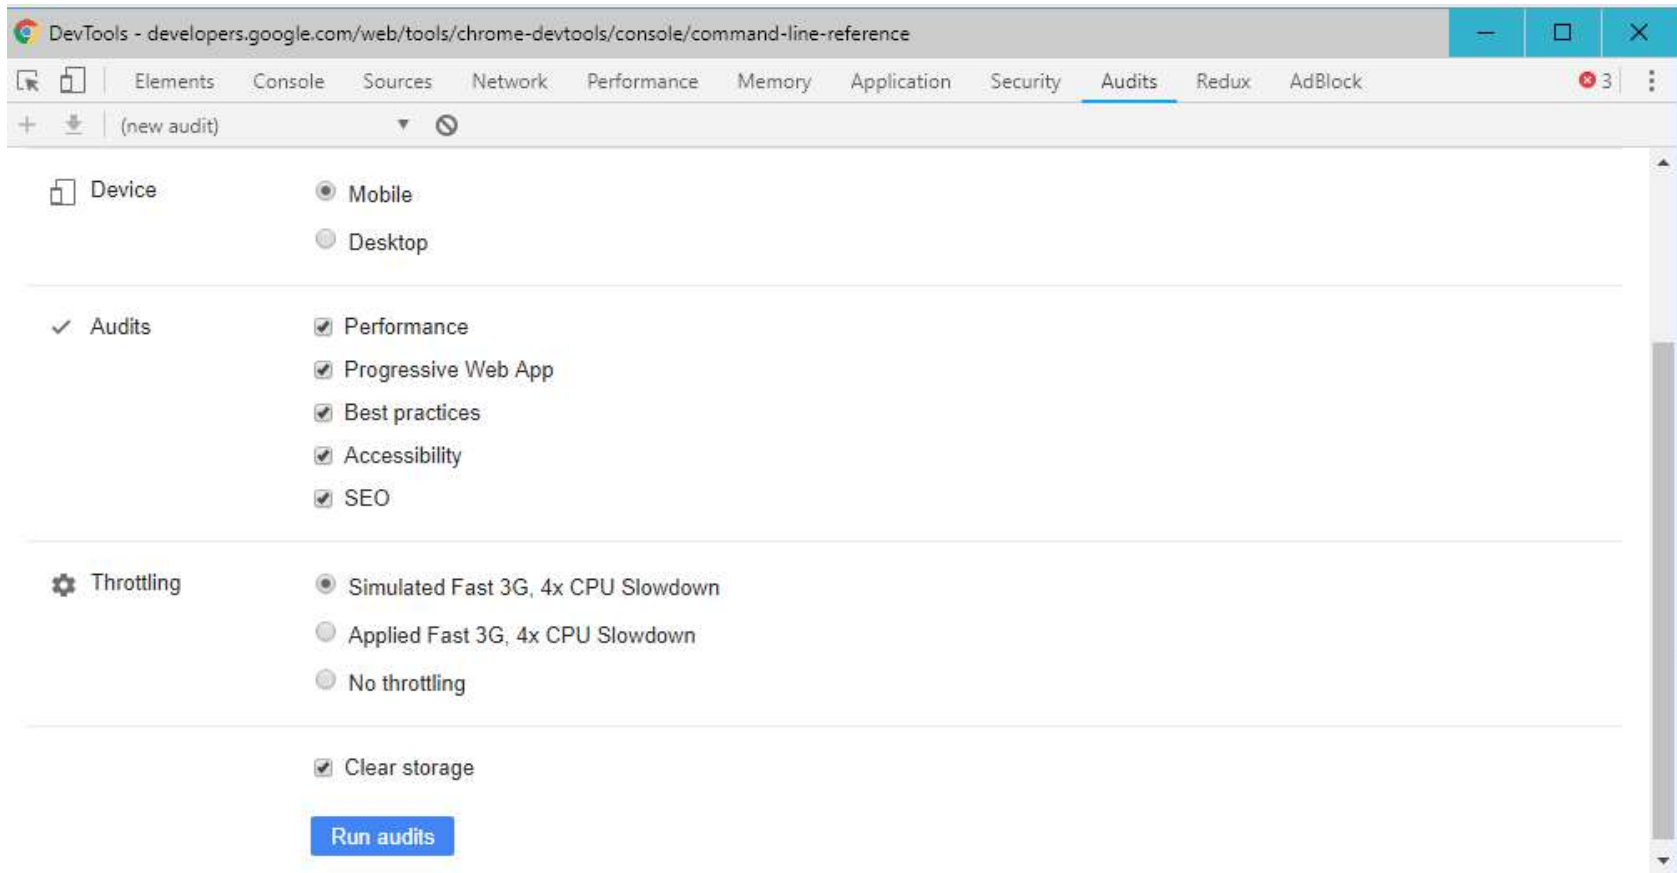 DevTools - developers.google.com/web/tools/chrome-devtools/console/command-line-reference
Elements Console Sources Network Performance Memory Application Security Audits Redux AdBlock 3
(new audit)
Device Mobile
Desktop
Audits Performance
Progressive Web App
Best practices
Accessibility
SEO
Throttling Simulated Fast 3G, 4x CPU Slowdown
Applied Fast 3G, 4x CPU Slowdown
No throttling
Clear storage
Run audits